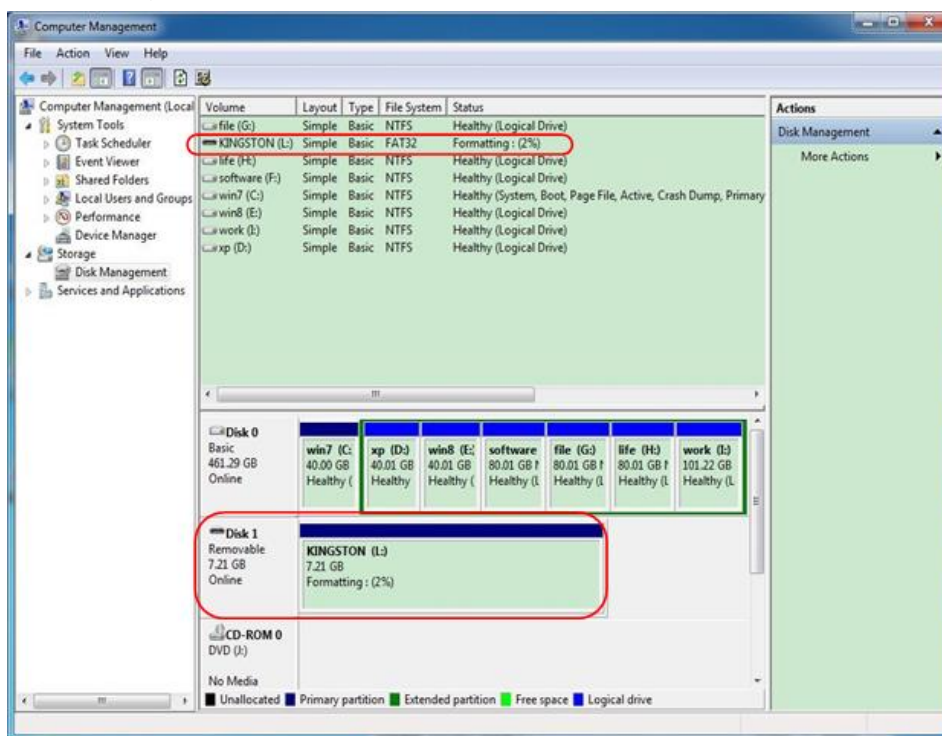 Computer Management
File Action View Help
Computer Management (Local
System Tools
Task Scheduler
Event Viewer
Shared Folders
Local Users and Groups
Performance
Device Manager
Storage
Disk Management
Services and Applications
Volume Layout Type File System Status
file (G:) Simple Basic NTFS Healthy (Logical Drive)
KINGSTON (L:) Simple Basic FAT32 Formatting : (2%)
life (H:) Simple Basic NTFS Healthy (Logical Drive)
software (F:) Simple Basic NTFS Healthy (Logical Drive)
win7 (C:) Simple Basic NTFS Healthy (System, Boot, Page File, Active, Crash Dump, Primary
win8 (E:) Simple Basic NTFS Healthy (Logical Drive)
work (I:) Simple Basic NTFS Healthy (Logical Drive)
xp (D:) Simple Basic NTFS Healthy (Logical Drive)
Actions
Disk Management
More Actions
Disk 0
Basic
461.29 GB
Online
win7 (C:
40.00 GB
Healthy (
xp (D:)
40.01 GB
Healthy
win8 (E:
40.01 GB
Healthy (
software
80.01 GB N
Healthy (L
file (G:)
80.01 GB N
Healthy (L
life (H:)
80.01 GB N
Healthy (L
work (I:)
101.22 GB
Healthy (L
Disk 1
Removable
7.21 GB
Online
KINGSTON (L:)
7.21 GB
Formatting : (2%)
CD-ROM 0
DVD (J:)
No Media
Unallocated Primary partition Extended partition Free space Logical drive